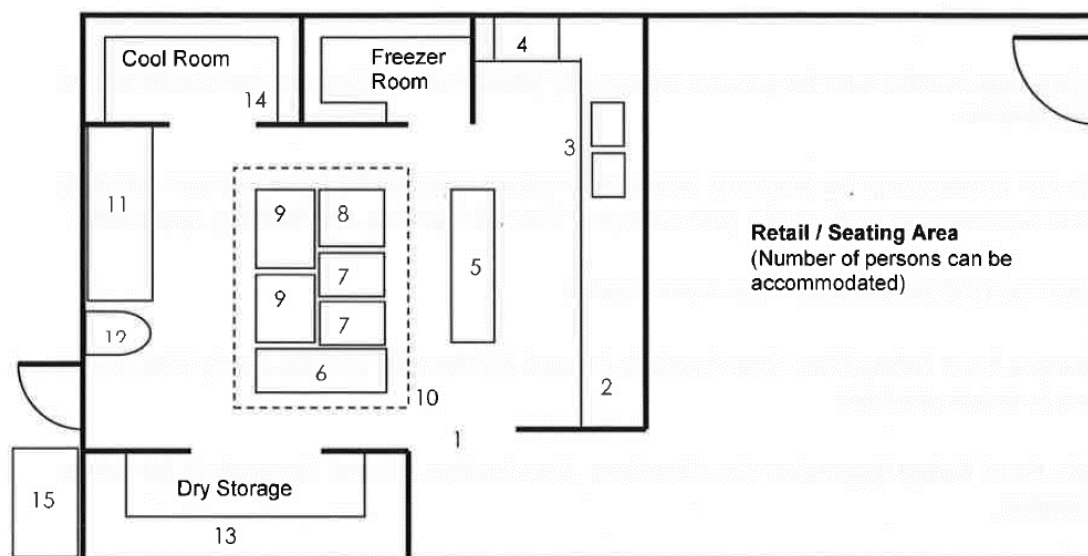 4
Cool Room
Freezer
Room
14
3
11
9
8
Retail / Seating Area
(Number of persons can be
accommodated)
5
7
9
7
12
6
2
10
1
Dry Storage
15
13